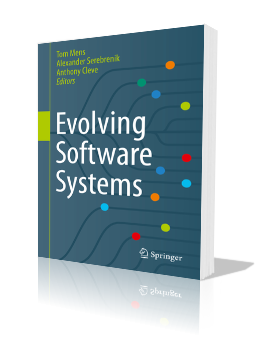 Tom Mens
Alexander Serebrenik
Anthony Cleve
Editors
Evolving
Software
Systems
Springer